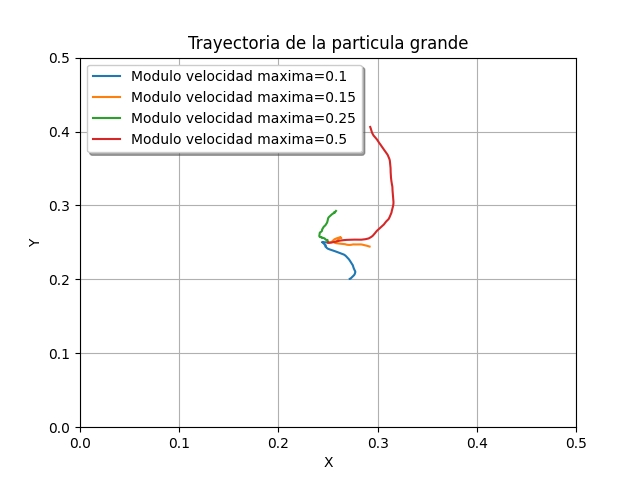 Trayectoria de la particula grande
Modulo velocidad maxima=0.1
Modulo velocidad maxima=0.15
Modulo velocidad maxima=0.25
Modulo velocidad maxima=0.5
0.5
0.4
0.3
0.2
0.1
0.0
Y
0.0 0.1 0.2 0.3 0.4 0.5
X